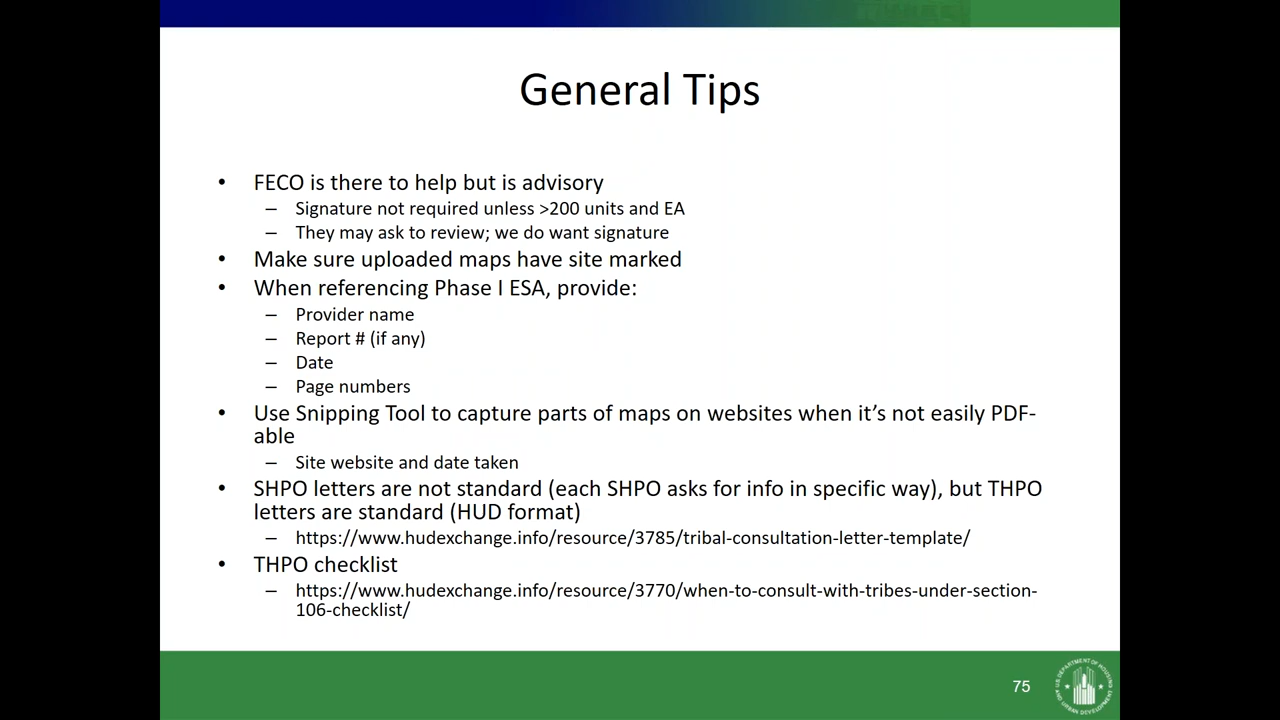 General Tips
• FECO is there to help but is advisory
– Signature not required unless >200 units and EA
– They may ask to review; we do want signature
• Make sure uploaded maps have site marked
• When referencing Phase I ESA, provide:
– Provider name
– Report # (if any)
– Date
– Page numbers
• Use Snipping Tool to capture parts of maps on websites when it’s not easily PDF-
able
– Site website and date taken
• SHPO letters are not standard (each SHPO asks for info in specific way), but THPO
letters are standard (HUD format)
– https://www.hudexchange.info/resource/3785/tribal-consultation-letter-template/
• THPO checklist
– https://www.hudexchange.info/resource/3770/when-to-consult-with-tribes-under-section-
106-checklist/
75
U.S. DEPARTMENT OF HOUSING
AND URBAN DEVELOPMENT